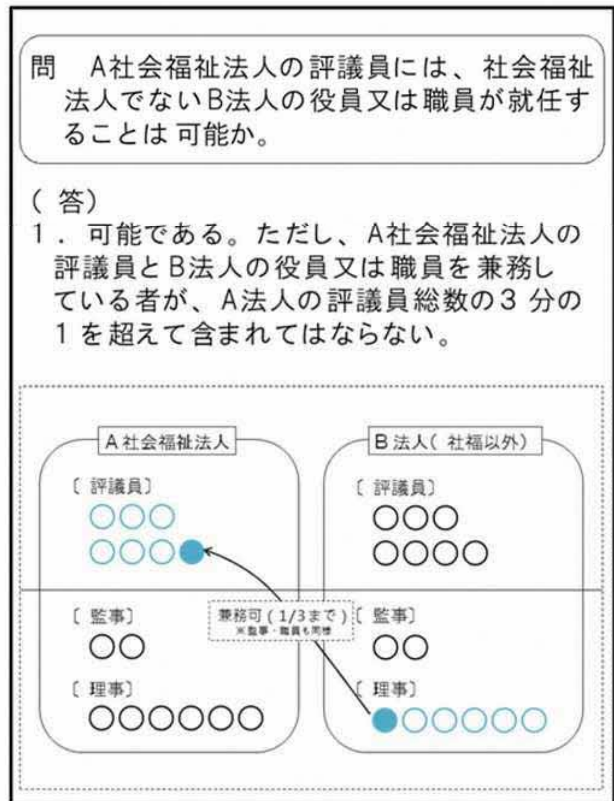 問 A社会福祉法人の評議員には、社会福祉
法人でないB法人の役員又は職員が就任す
ることは可能か。
(答)
1. 可能である。ただし、A社会福祉法人の
評議員とB法人の役員又は職員を兼務し
ている者が、A法人の評議員総数の3分の
1を超えて含まれてはならない。
A社会福祉法人
B法人(社福以外)
〔評議員〕
〔評議員〕
兼務可(1/3まで)
※監事・職員も同様
〔監事〕
〔監事〕
〔理事〕
〔理事〕